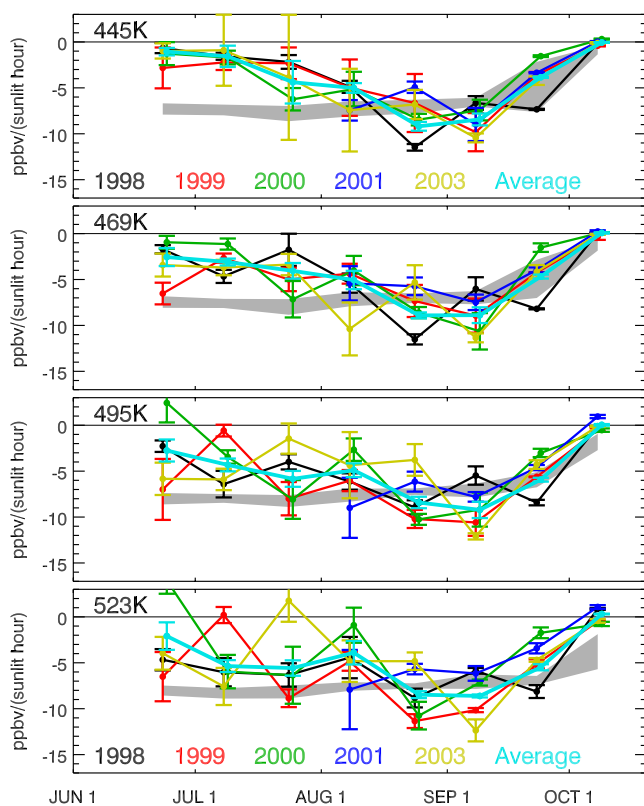 445K
ppbv/(sunlit hour)
0
-5
-10
-15
1998 1999 2000 2001 2003 Average
469K
ppbv/(sunlit hour)
0
-5
-10
-15
495K
ppbv/(sunlit hour)
0
-5
-10
-15
523K
ppbv/(sunlit hour)
0
-5
-10
-15
1998 1999 2000 2001 2003 Average
JUN 1 JUL 1 AUG 1 SEP 1 OCT 1